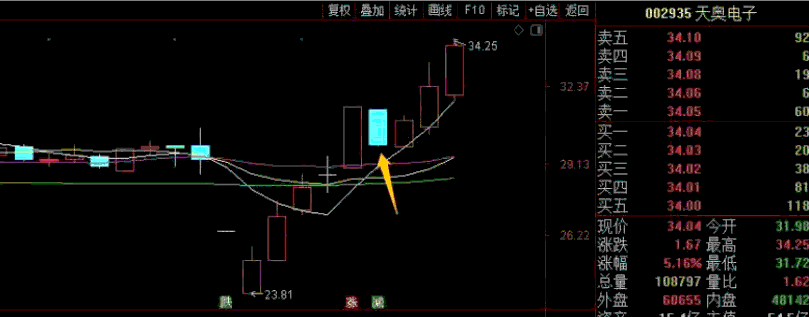 复权 叠加 统计 画线 F10 标记 +自选 返回
002935 天奥电子
卖五 34.10 92
卖四 34.09 6
卖三 34.08 19
卖二 34.06 6
卖一 34.05 60
买一 34.04 23
买二 34.03 20
买三 34.02 38
买四 34.01 81
买五 34.00 118
现价 34.04 今开 31.98
涨跌 1.67 最高 34.25
涨幅 5.16% 最低 31.72
总量 108797 量比 1.62
外盘 60655 内盘 48142
34.25
32.37
29.13
26.22
23.81
跌 涨 减